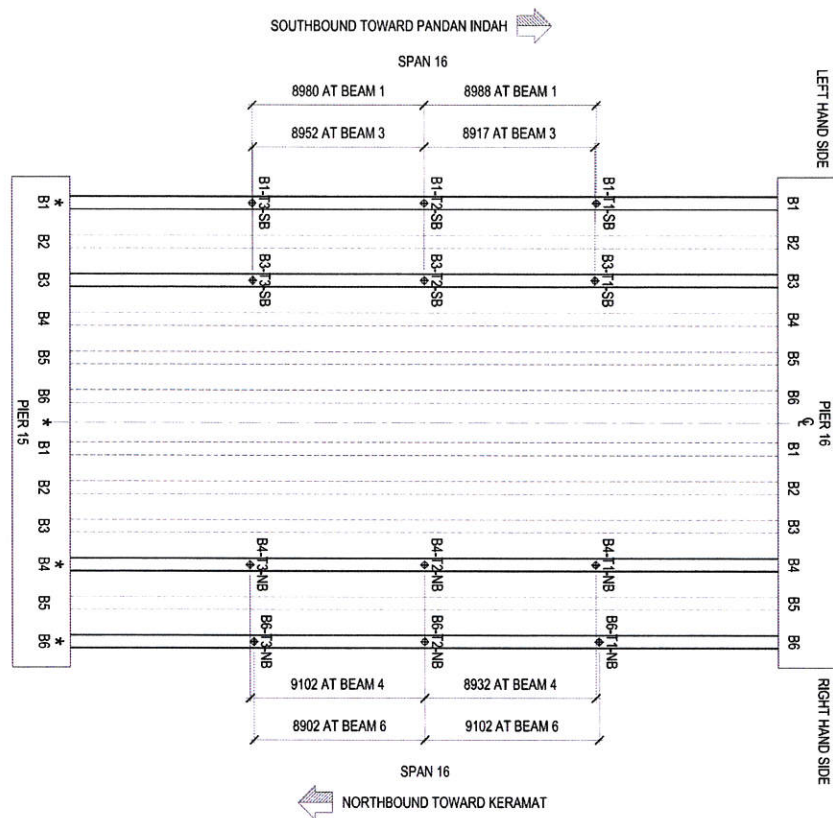 SOUTHBOUND TOWARD PANDAN INDAH
SPAN 16
8980 AT BEAM 1
8988 AT BEAM 1
8952 AT BEAM 3
8917 AT BEAM 3
LEFT HAND SIDE
B1
*
B1-T3-SB
B1-T2-SB
B1-T1-SB
B1
B2
B2
B3
B3-T3-SB
B3-T2-SB
B3-T1-SB
B3
B4
B4
B5
B5
B6
B6
PIER 15
*
℄
PIER 16
B1
B1
B2
B2
B3
B3
B4
*
B4-T3-NB
B4-T2-NB
B4-T1-NB
B4
B5
B5
B6
*
B6-T3-NB
B6-T2-NB
B6-T1-NB
B6
RIGHT HAND SIDE
9102 AT BEAM 4
8932 AT BEAM 4
8902 AT BEAM 6
9102 AT BEAM 6
SPAN 16
NORTHBOUND TOWARD KERAMAT